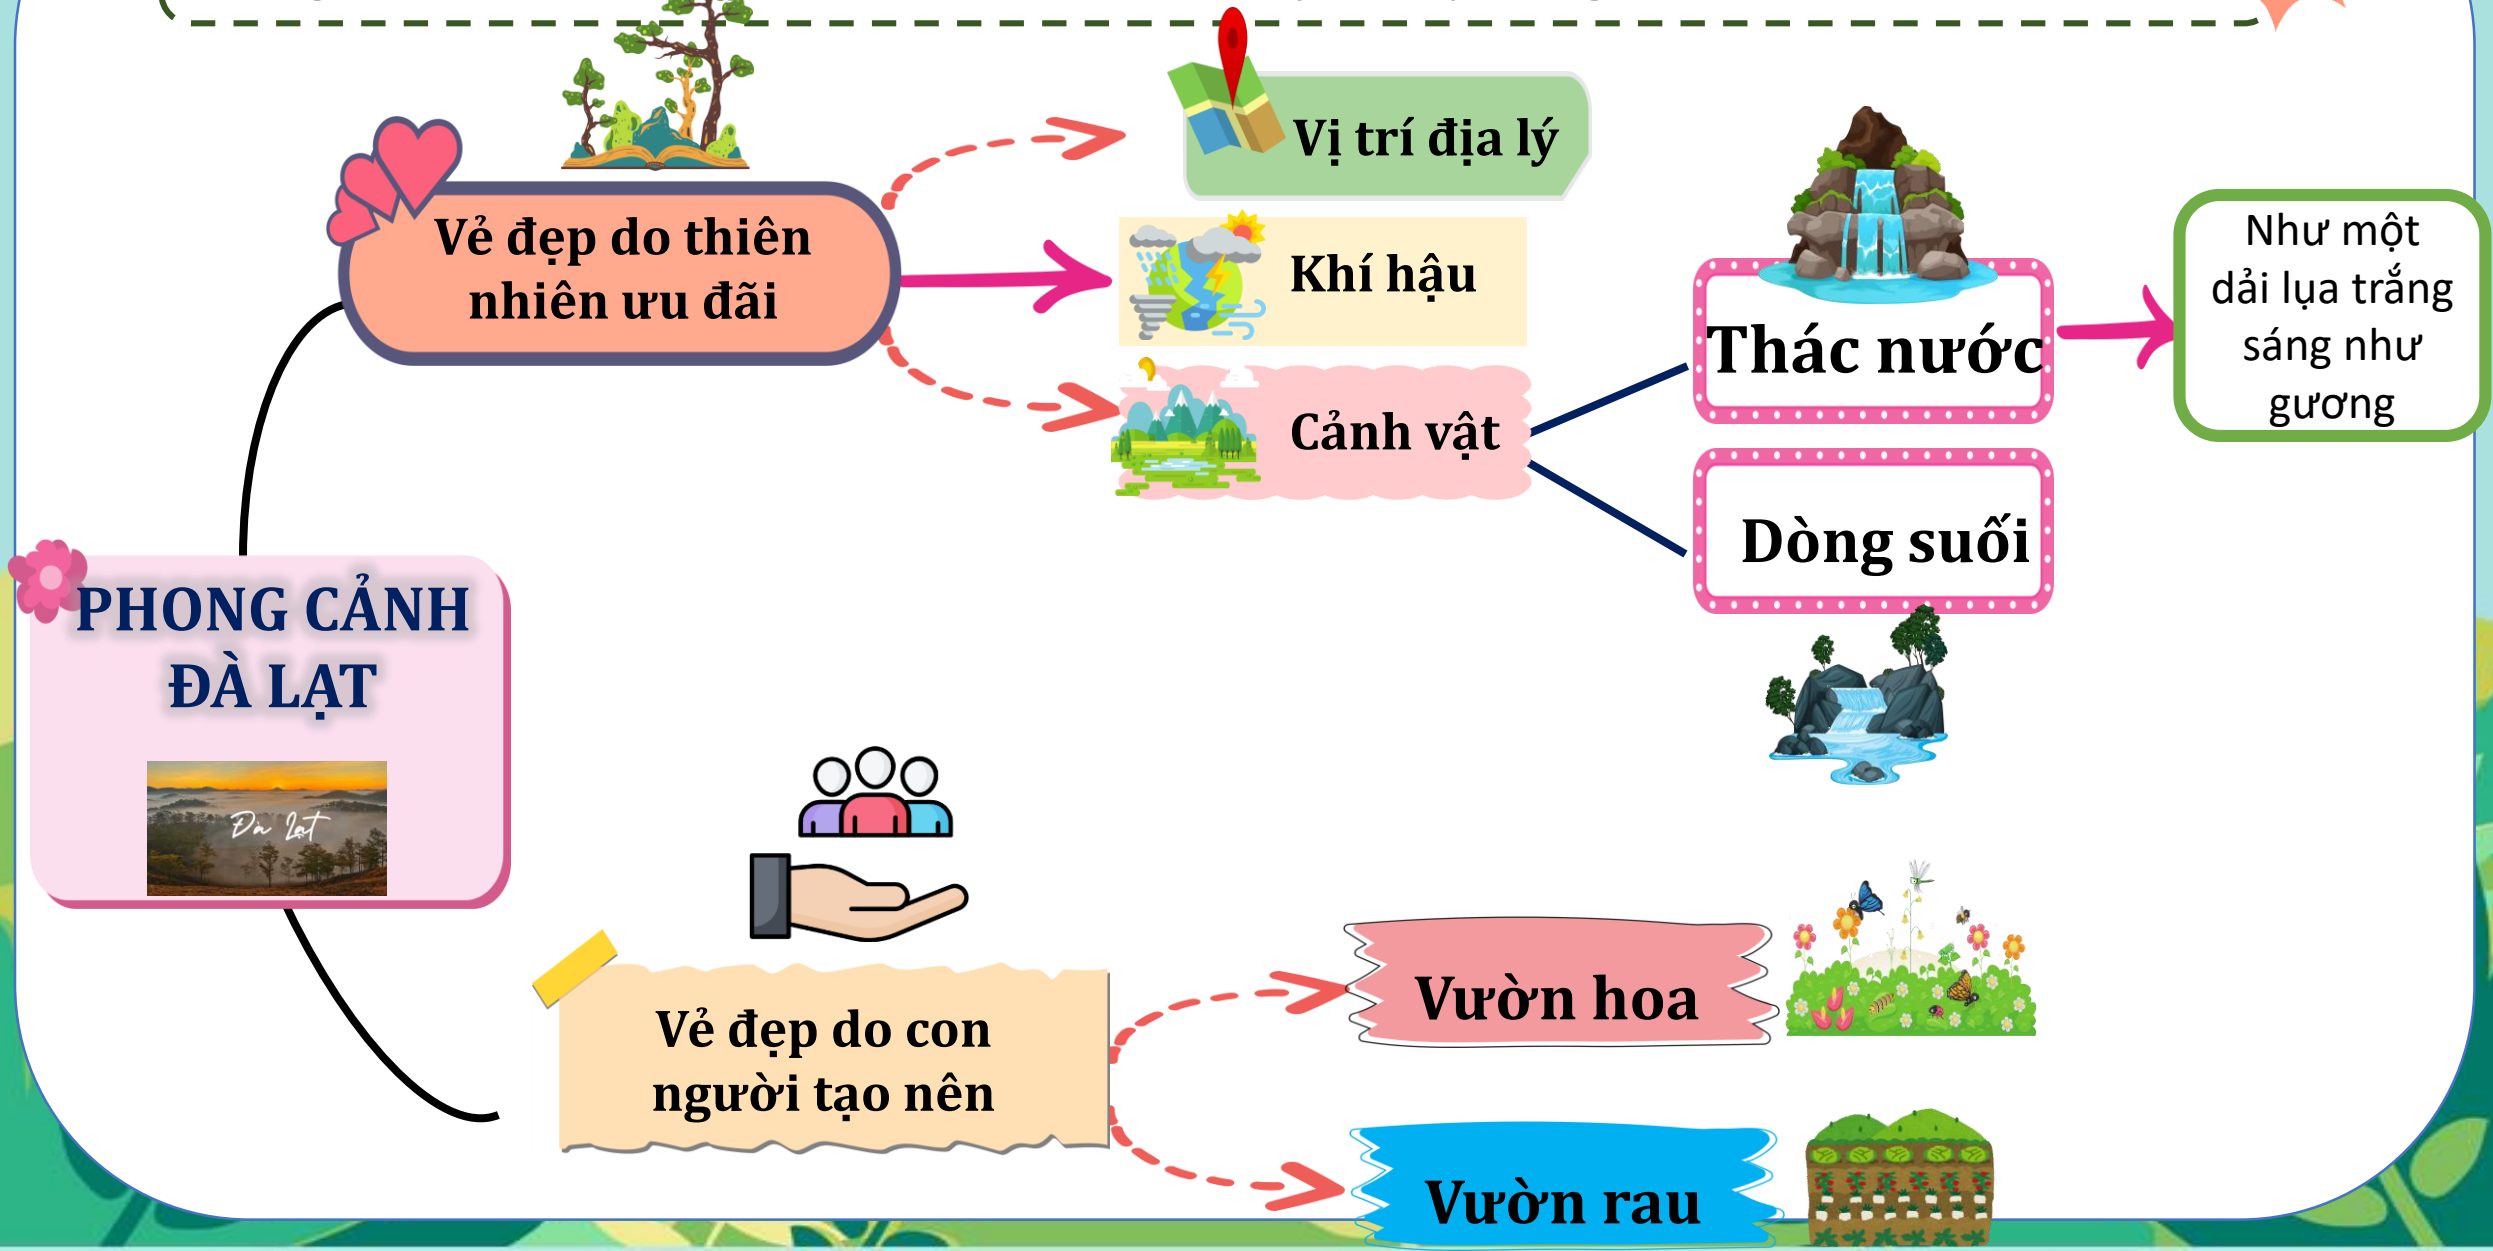 Vẻ đẹp do thiên
nhiên ưu đãi
Vị trí địa lý
Khí hậu
Cảnh vật
Thác nước
Như một
dải lụa trắng
sáng như
gương
Dòng suối
PHONG CẢNH
ĐÀ LẠT
Đà Lạt
Vẻ đẹp do con
người tạo nên
Vườn hoa
Vườn rau